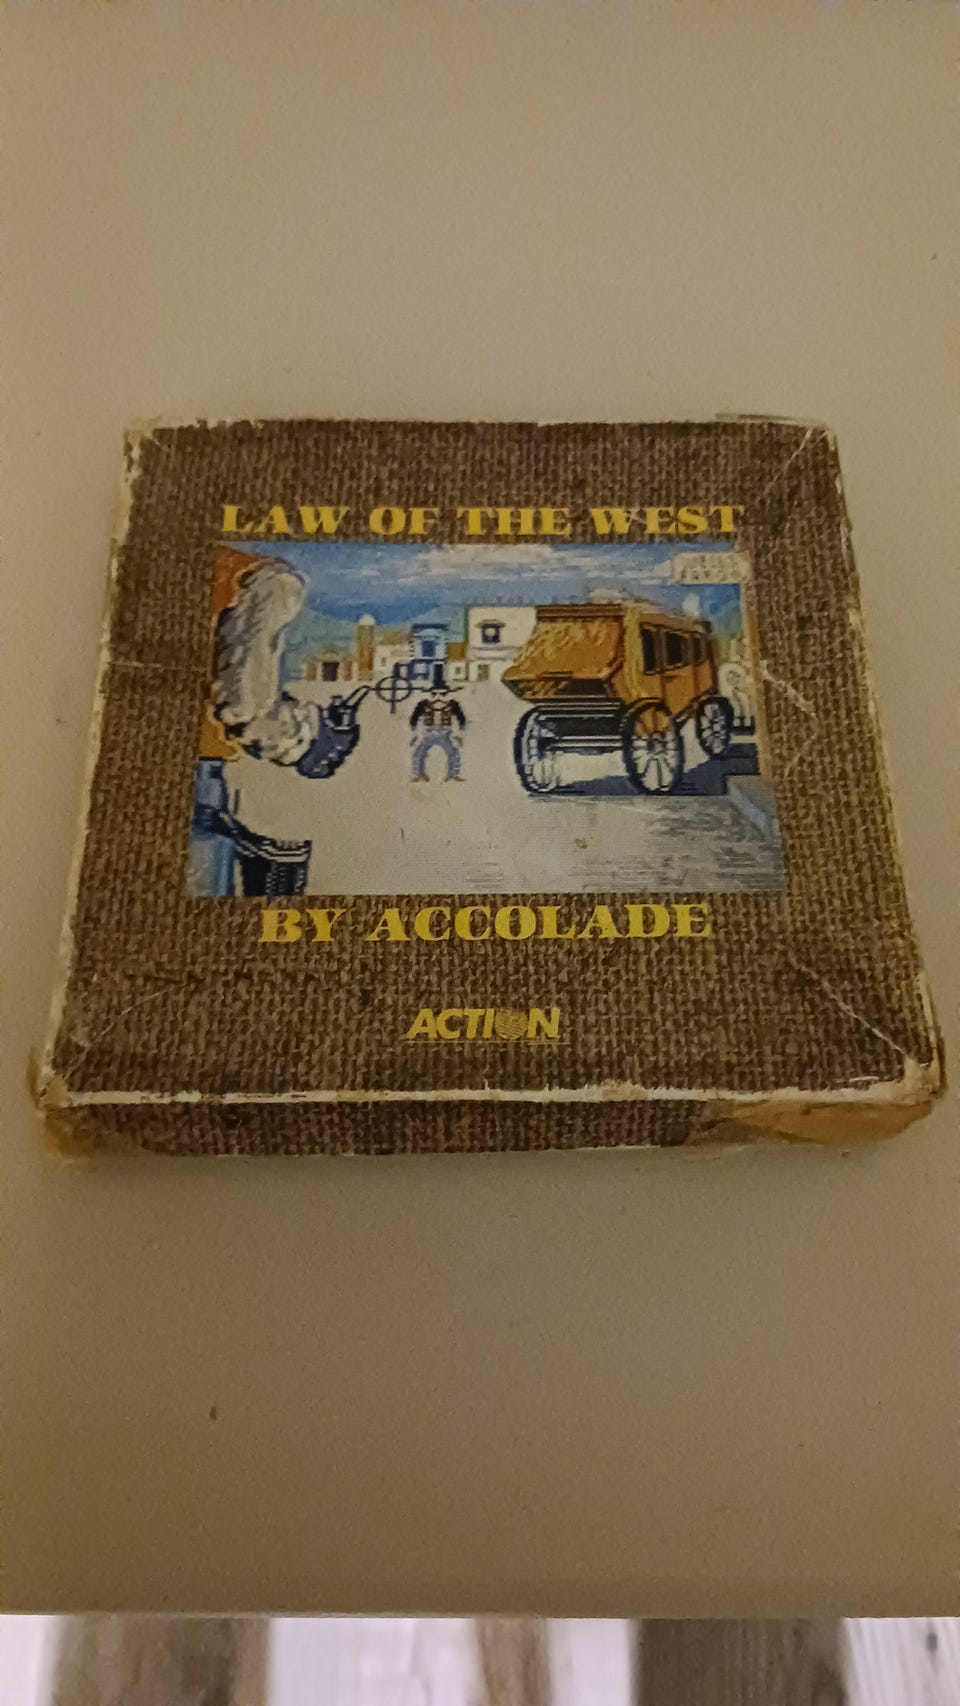 LAW OF THE WEST
BY ACCOLADE
ACTION